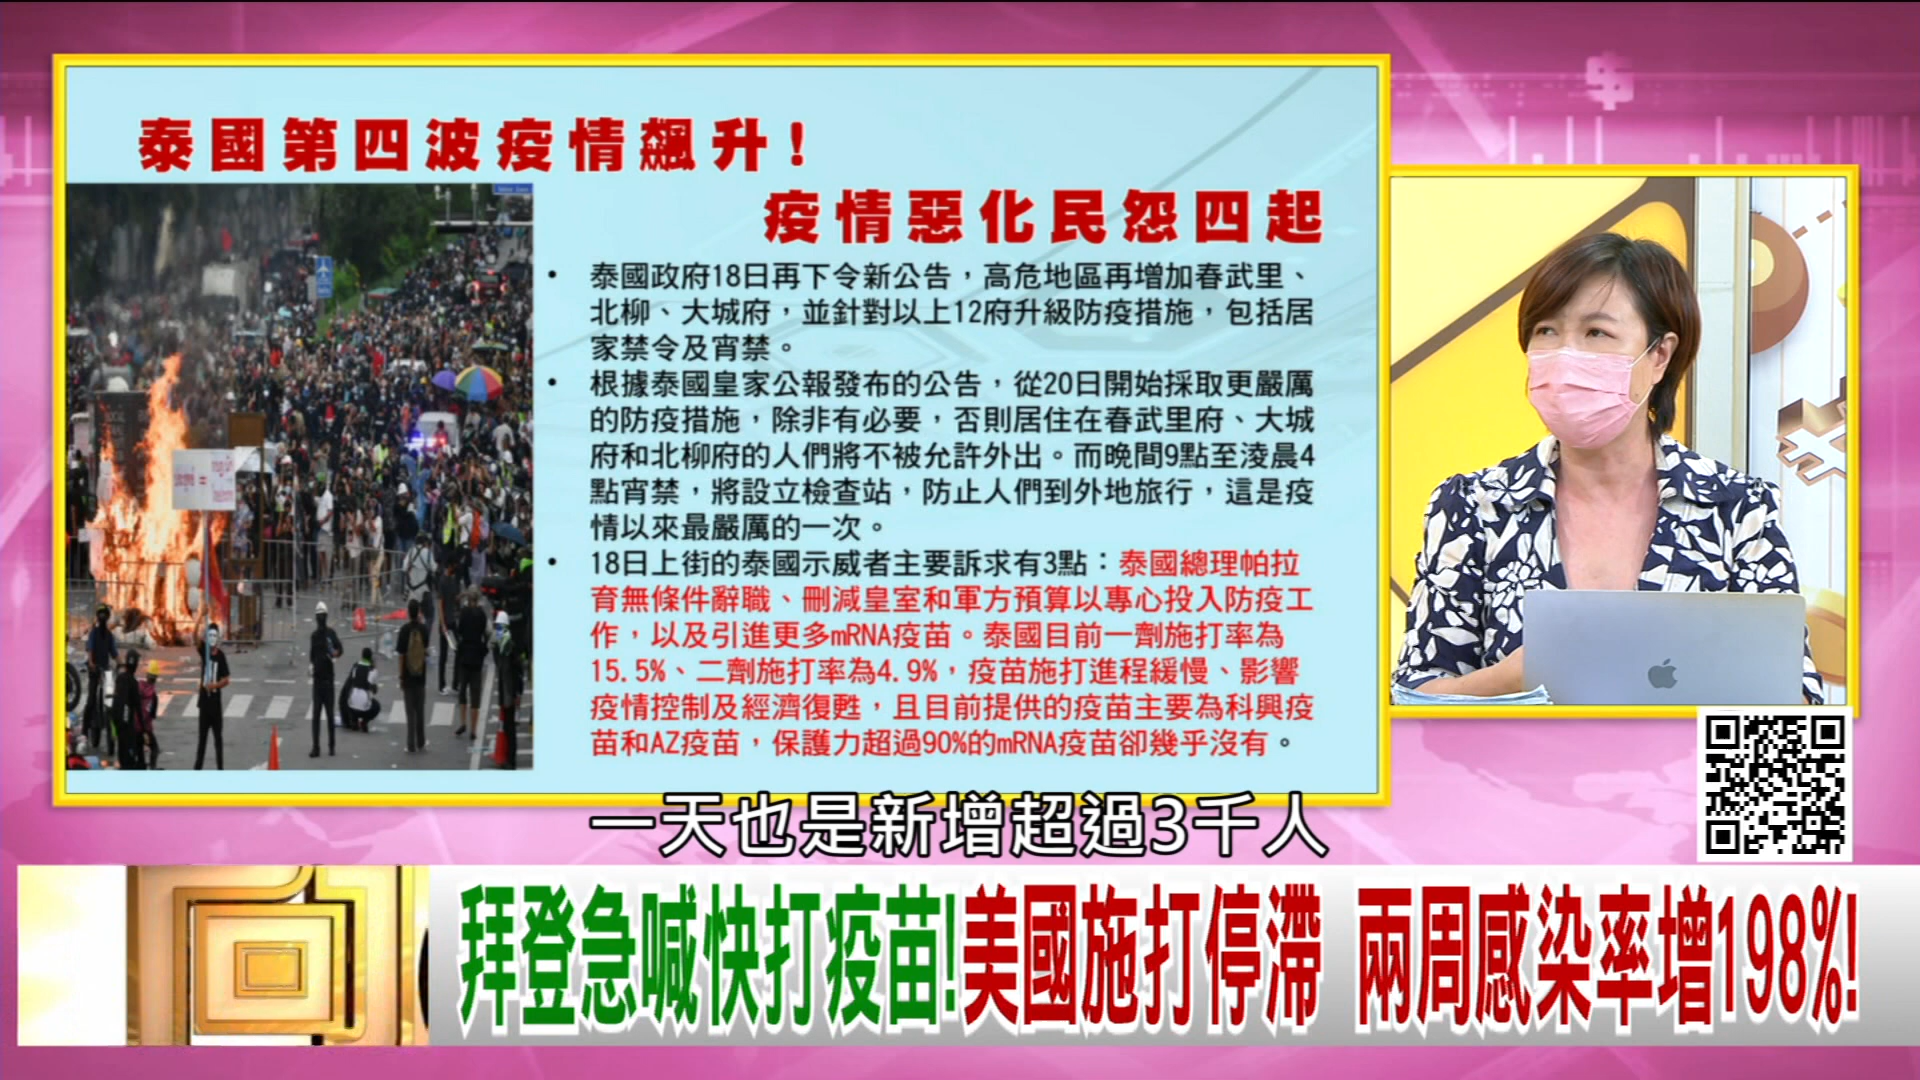 泰國第四波疫情飆升!
疫情惡化民怨四起
• 泰國政府18日再下令新公告，高危地區再增加春武里、
北柳、大城府，並針對以上12府升級防疫措施，包括居
家禁令及宵禁。
• 根據泰國皇家公報發布的公告，從20日開始採取更嚴厲
的防疫措施，除非有必要，否則居住在春武里府、大城
府和北柳府的人們將不被允許外出。而晚間9點至淩晨4
點宵禁，將設立檢查站，防止人們到外地旅行，這是疫
情以來最嚴厲的一次。
• 18日上街的泰國示威者主要訴求有3點：泰國總理帕拉
育無條件辭職、刪減皇室和軍方預算以專心投入防疫工
作，以及引進更多mRNA疫苗。泰國目前一劑施打率為
15.5%、二劑施打率為4.9%，疫苗施打進程緩慢、影響
疫情控制及經濟復甦，且目前提供的疫苗主要為科興疫
苗和AZ疫苗，保護力超過90%的mRNA疫苗卻幾乎沒有。
一天也是新增超過3千人
拜登急喊快打疫苗!美國施打停滯 兩周感染率增198%!